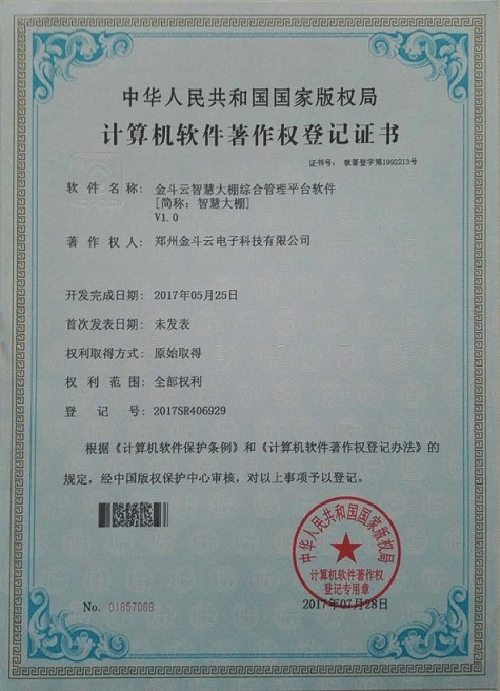 中华人民共和国国家版权局
计算机软件著作权登记证书
证书号： 软著登字第1992213号
软件名称： 金斗云智慧大棚综合管理平台软件
[简称：智慧大棚]
V1.0
著作权人： 郑州金斗云电子科技有限公司
开发完成日期： 2017年05月25日
首次发表日期： 未发表
权利取得方式： 原始取得
权利范围： 全部权利
登记号： 2017SR406929
根据《计算机软件保护条例》和《计算机软件著作权登记办法》的
规定，经中国版权保护中心审核，对以上事项予以登记。
中华人民共和国国家版权局
计算机软件著作权
登记专用章
No. 01857068
2017年07月28日